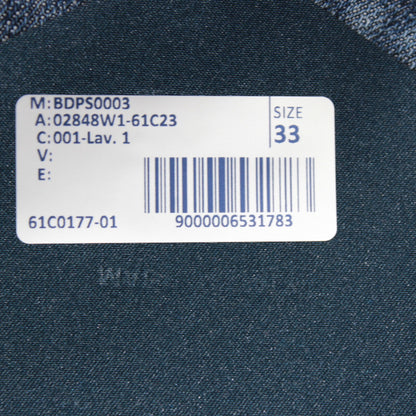 M: BDPS0003
A: 02848W1-61C23
C: 001-Lav. 1
V:
E:
SIZE
33
61C0177-01
9000006531783